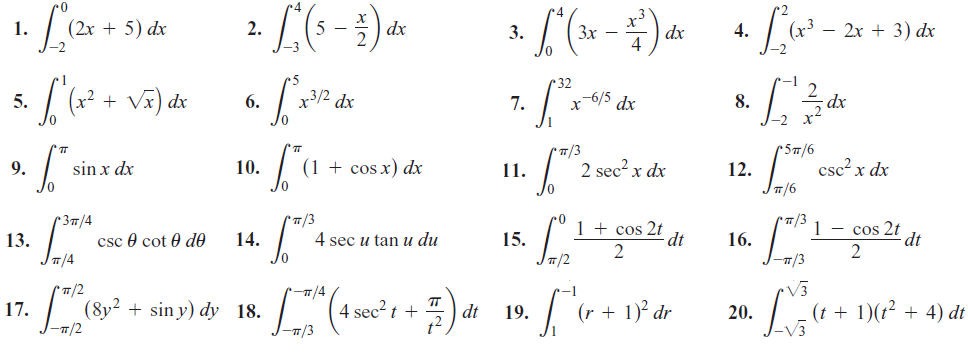 1. ∫_{-2}^{0} (2x + 5) dx 2. ∫_{-3}^{4} (5 − x/2) dx 3. ∫_{0}^{4} (3x − x³/4) dx 4. ∫_{-2}^{2} (x³ − 2x + 3) dx
5. ∫_{0}^{1} (x² + √x) dx 6. ∫_{0}^{5} x^{3/2} dx 7. ∫_{1}^{32} x^{−6/5} dx 8. ∫_{−2}^{−1} 2/x² dx
9. ∫_{0}^{π} sin x dx 10. ∫_{0}^{π} (1 + cos x) dx 11. ∫_{0}^{π/3} 2 sec² x dx 12. ∫_{π/6}^{5π/6} csc² x dx
13. ∫_{π/4}^{3π/4} csc θ cot θ dθ 14. ∫_{0}^{π/3} 4 sec u tan u du 15. ∫_{π/2}^{0} (1 + cos 2t)/2 dt 16. ∫_{−π/3}^{π/3} (1 − cos 2t)/2 dt
17. ∫_{−π/2}^{π/2} (8y² + sin y) dy 18. ∫_{−π/3}^{−π/4} (4 sec² t + π/t²) dt 19. ∫_{1}^{−1} (r + 1)² dr 20. ∫_{−√3}^{√3} (t + 1)(t² + 4) dt